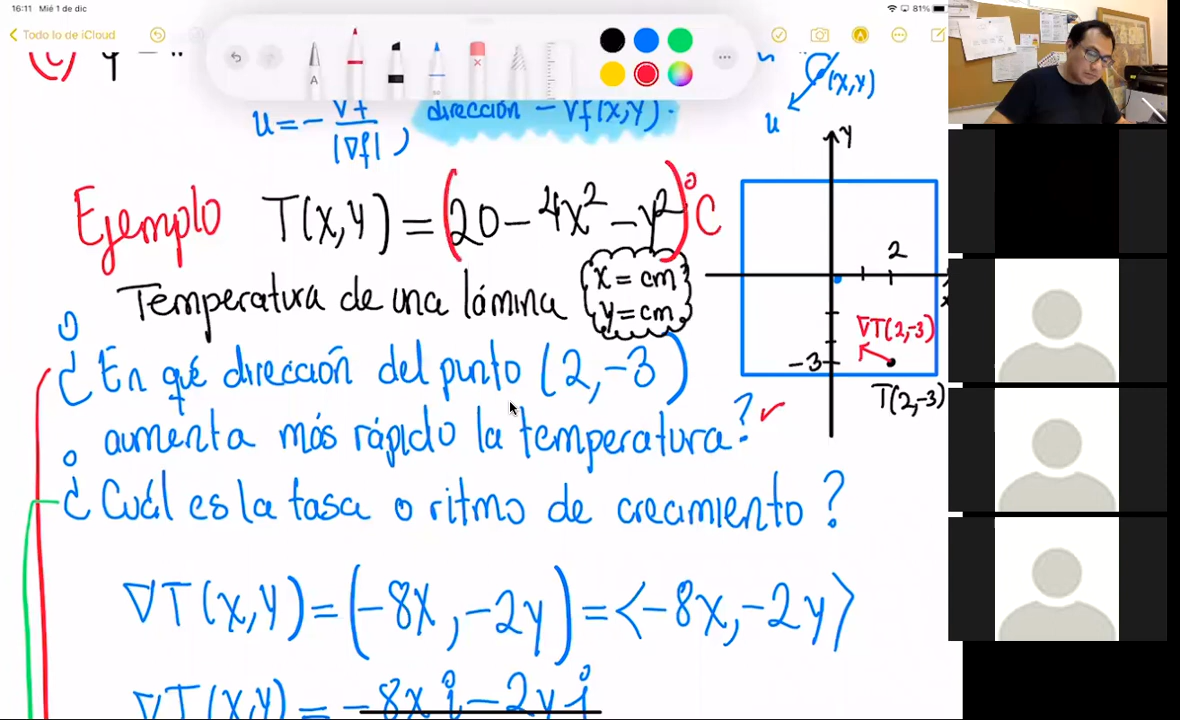 16:11 Mié 1 de dic
81%
Todo lo de iCloud
u = - ∇f / |∇f| , dirección - ∇f(x,y).
(x,y)
u
Ejemplo T(x,y) = (20 - 4x² - y²)°C
Temperatura de una lámina
x = cm
y = cm
¿En qué dirección del punto (2,-3)
aumenta más rápido la temperatura?
¿Cuál es la tasa o ritmo de crecimiento?
∇T(x,y) = (-8x, -2y) = <-8x, -2y>
∇T(x,y) = -8x i - 2y j
y
2
∇T(2,-3)
-3
T(2,-3)